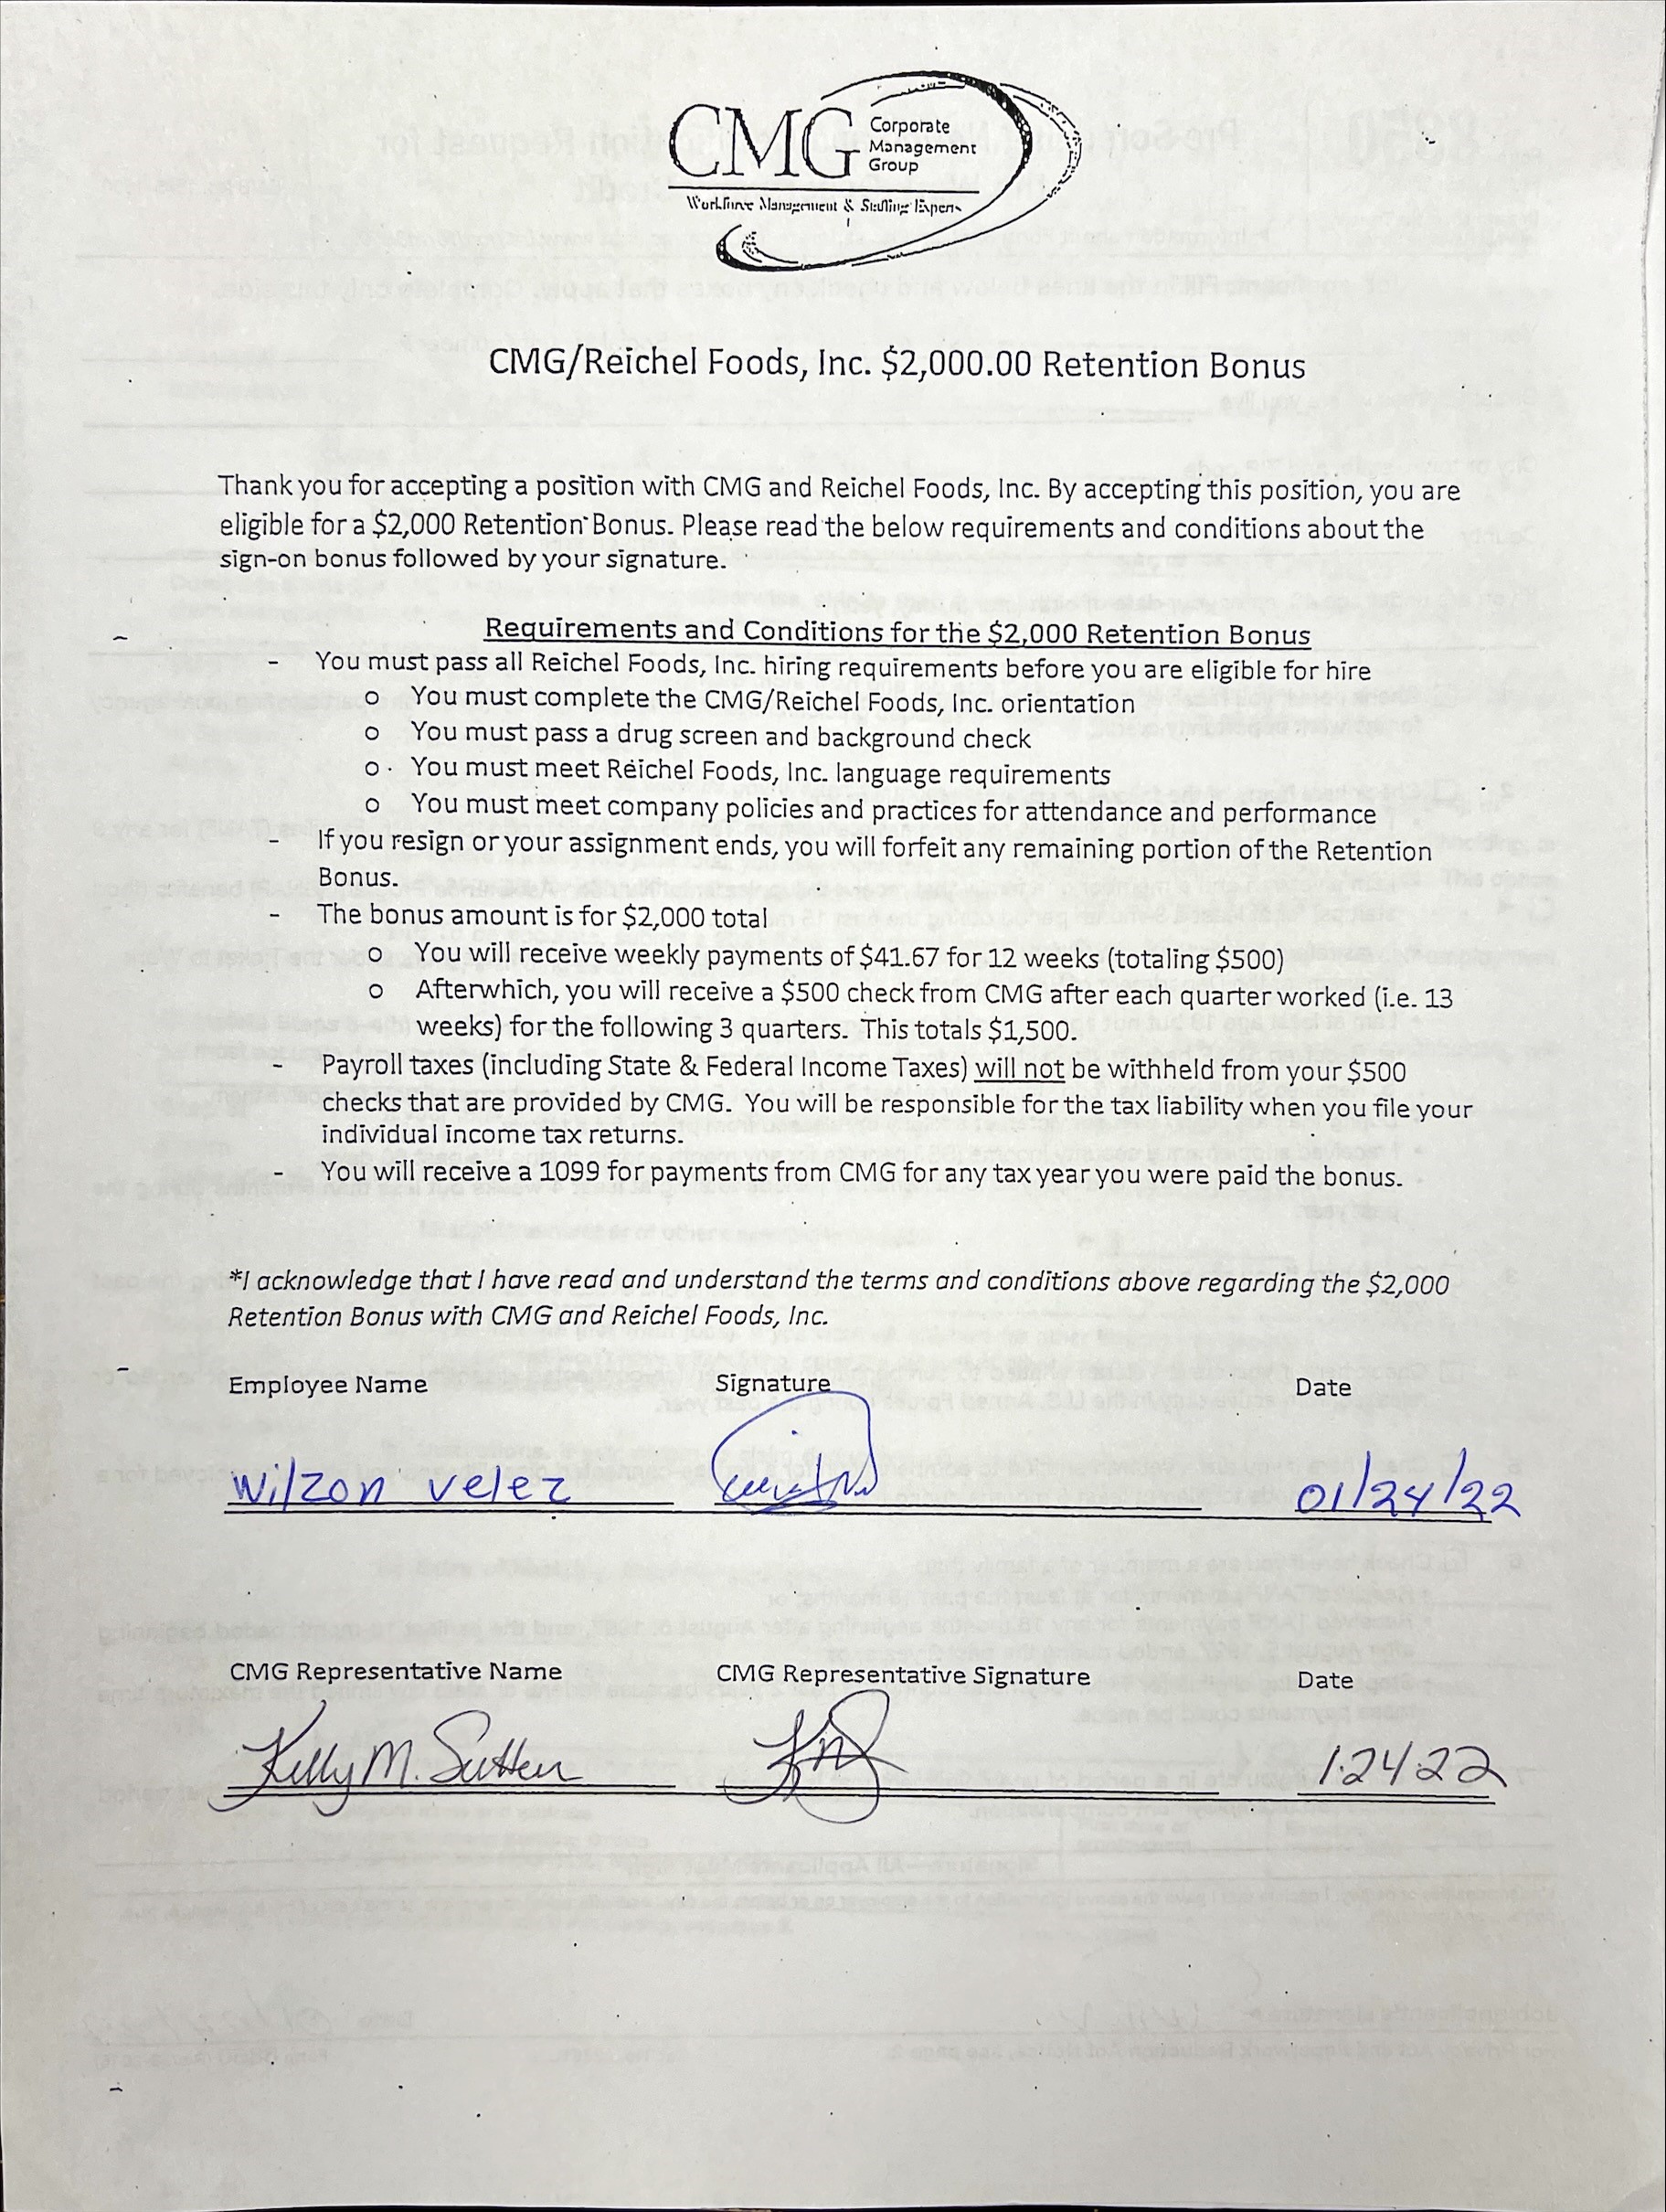 CMG Corporate
Management
Group
Workforce Management & Staffing Expert
CMG/Reichel Foods, Inc. $2,000.00 Retention Bonus
Thank you for accepting a position with CMG and Reichel Foods, Inc. By accepting this position, you are
eligible for a $2,000 Retention Bonus. Please read the below requirements and conditions about the
sign-on bonus followed by your signature.
Requirements and Conditions for the $2,000 Retention Bonus
- You must pass all Reichel Foods, Inc. hiring requirements before you are eligible for hire
o You must complete the CMG/Reichel Foods, Inc. orientation
o You must pass a drug screen and background check
o You must meet Reichel Foods, Inc. language requirements
o You must meet company policies and practices for attendance and performance
- If you resign or your assignment ends, you will forfeit any remaining portion of the Retention
Bonus.
- The bonus amount is for $2,000 total
o You will receive weekly payments of $41.67 for 12 weeks (totaling $500)
o Afterwhich, you will receive a $500 check from CMG after each quarter worked (i.e. 13
weeks) for the following 3 quarters. This totals $1,500.
- Payroll taxes (including State & Federal Income Taxes) will not be withheld from your $500
checks that are provided by CMG. You will be responsible for the tax liability when you file your
individual income tax returns.
- You will receive a 1099 for payments from CMG for any tax year you were paid the bonus.
*I acknowledge that I have read and understand the terms and conditions above regarding the $2,000
Retention Bonus with CMG and Reichel Foods, Inc.
Employee Name Signature Date
Wilzon velez 01/24/22
CMG Representative Name CMG Representative Signature Date
Kelly M. Sutten 1.24.22